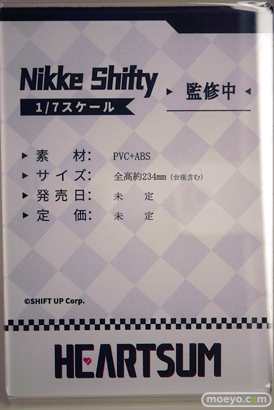 Nikke Shifty
1/7スケール
▶ 監修中 ◀
▶ 素材： PVC+ABS
▶ サイズ： 全高約234mm（台座含む）
▶ 発売日： 未定
▶ 定価： 未定
©SHIFT UP Corp.
HEARTSUM
moeyo.com